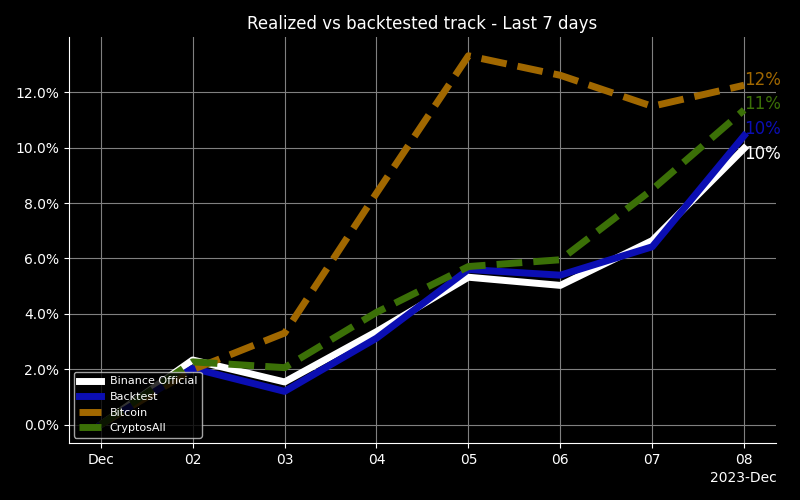 Realized vs backtested track - Last 7 days
12.0%
10.0%
8.0%
6.0%
4.0%
2.0%
0.0%
12%
11%
10%
10%
Binance Official
Backtest
Bitcoin
CryptosAll
Dec 02 03 04 05 06 07 08
2023-Dec